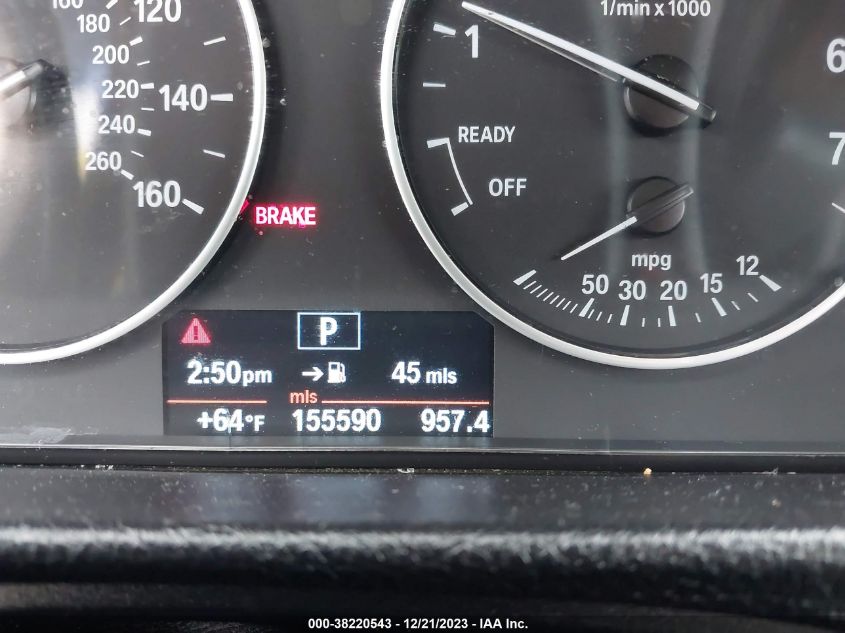 160
180
200
220
240
260
120
140
160
BRAKE
1/min x 1000
1
6
7
READY
OFF
mpg
50 30 20 15 12
P
2:50pm 45 mls
mls
+64°F 155590 957.4
000-38220543 - 12/21/2023 - IAA Inc.